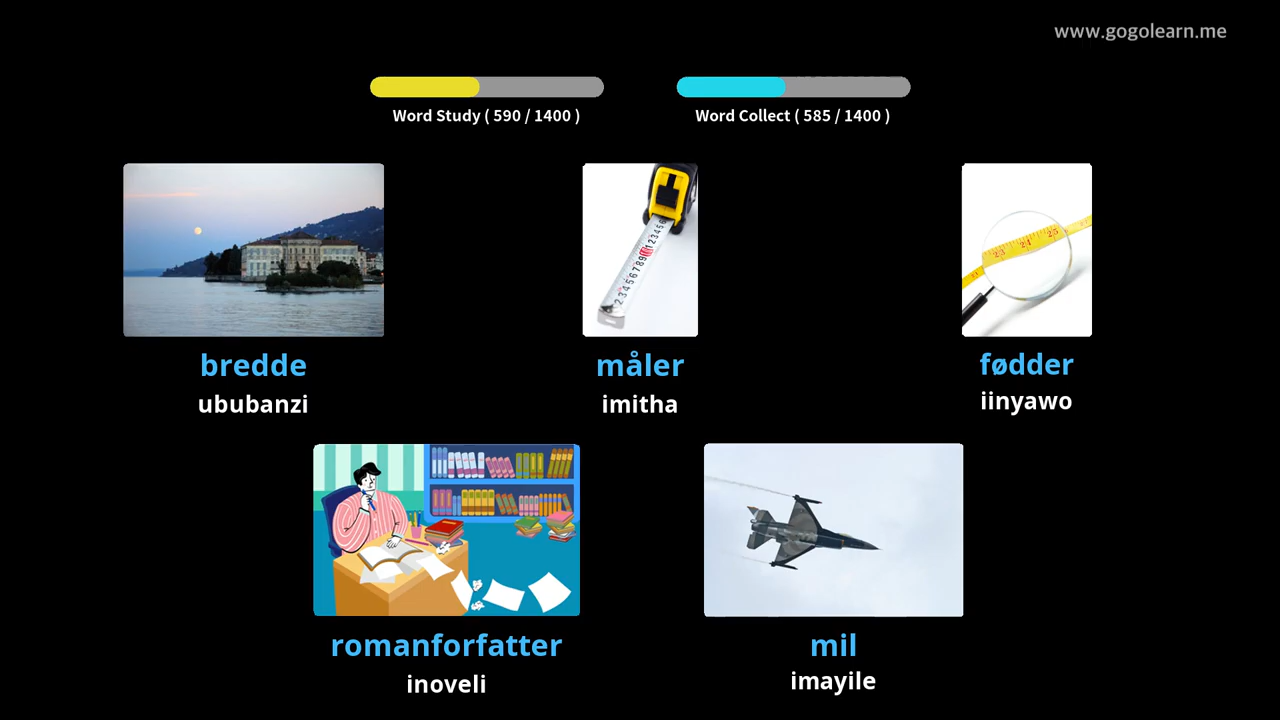 www.gogolearn.me
Word Study ( 590 / 1400 )
Word Collect ( 585 / 1400 )
bredde
ububanzi
måler
imitha
fødder
iinyawo
romanforfatter
inoveli
mil
imayile